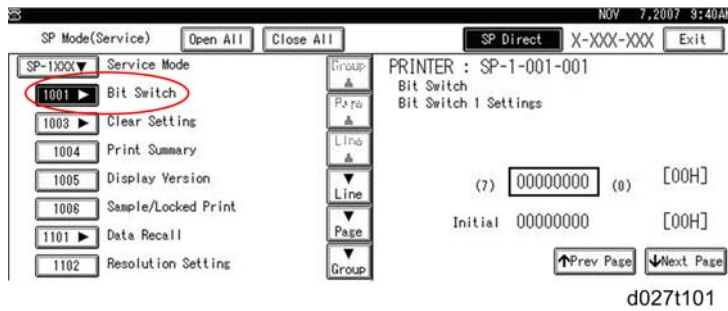 NOV 7,2007 9:40AM
SP Mode(Service) Open All Close All SP Direct X-XXX-XXX Exit
SP-1XXX▼ Service Mode
1001 ▶ Bit Switch
1003 ▶ Clear Setting
1004 Print Summary
1005 Display Version
1006 Sample/Locked Print
1101 ▶ Data Recall
1102 Resolution Setting
Group
Page
Line
Line
Page
Group
PRINTER : SP-1-001-001
Bit Switch
Bit Switch 1 Settings
(7) 00000000 (0) [00H]
Initial 00000000 [00H]
↑Prev Page ↓Next Page
d027t101